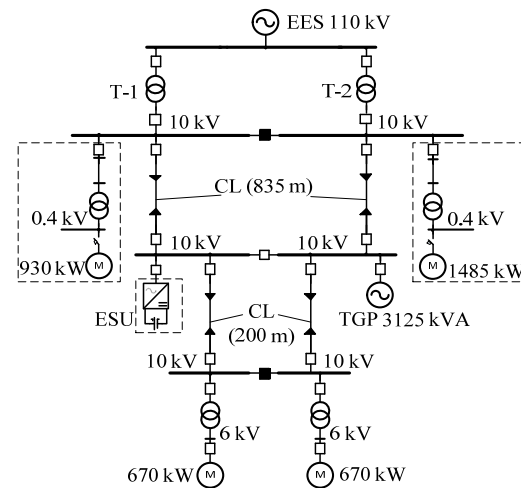 EES 110 kV
T-1
T-2
10 kV
10 kV
CL (835 m)
0.4 kV
0.4 kV
M
930 kW
M
1485 kW
10 kV
10 kV
ESU
CL
(200 m)
TGP 3125 kVA
10 kV
10 kV
6 kV
6 kV
670 kW
M
M
670 kW